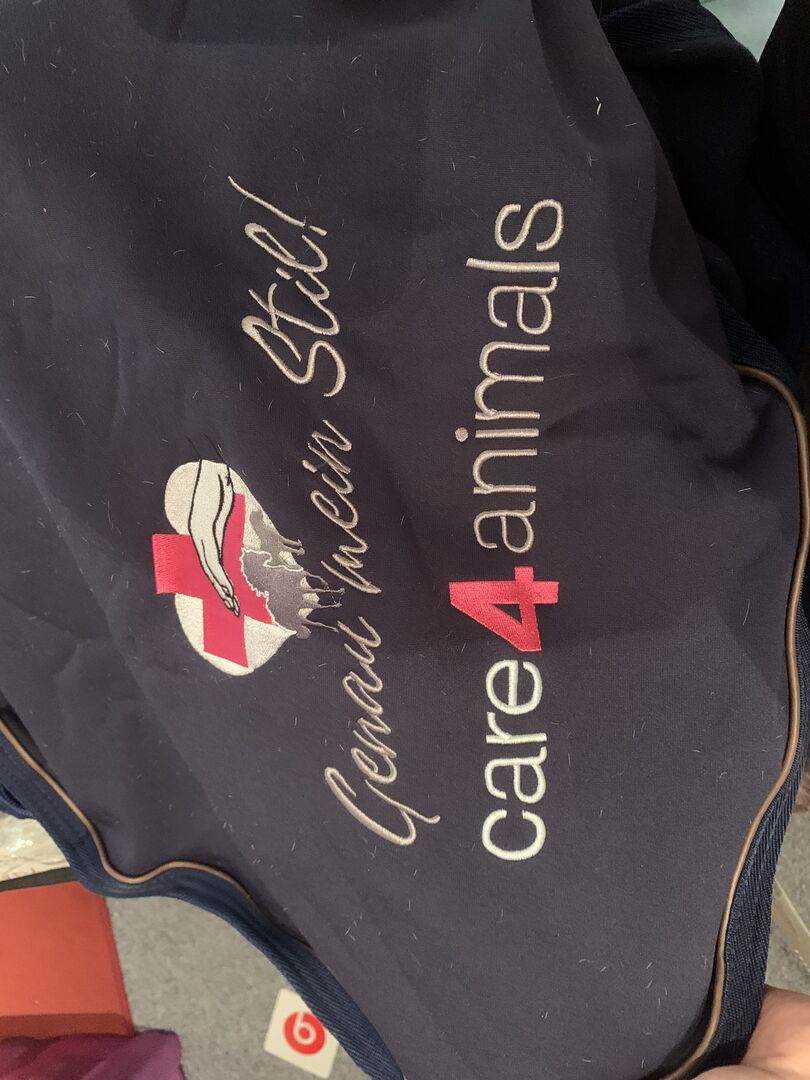 Genau mein Stil!
care4animals